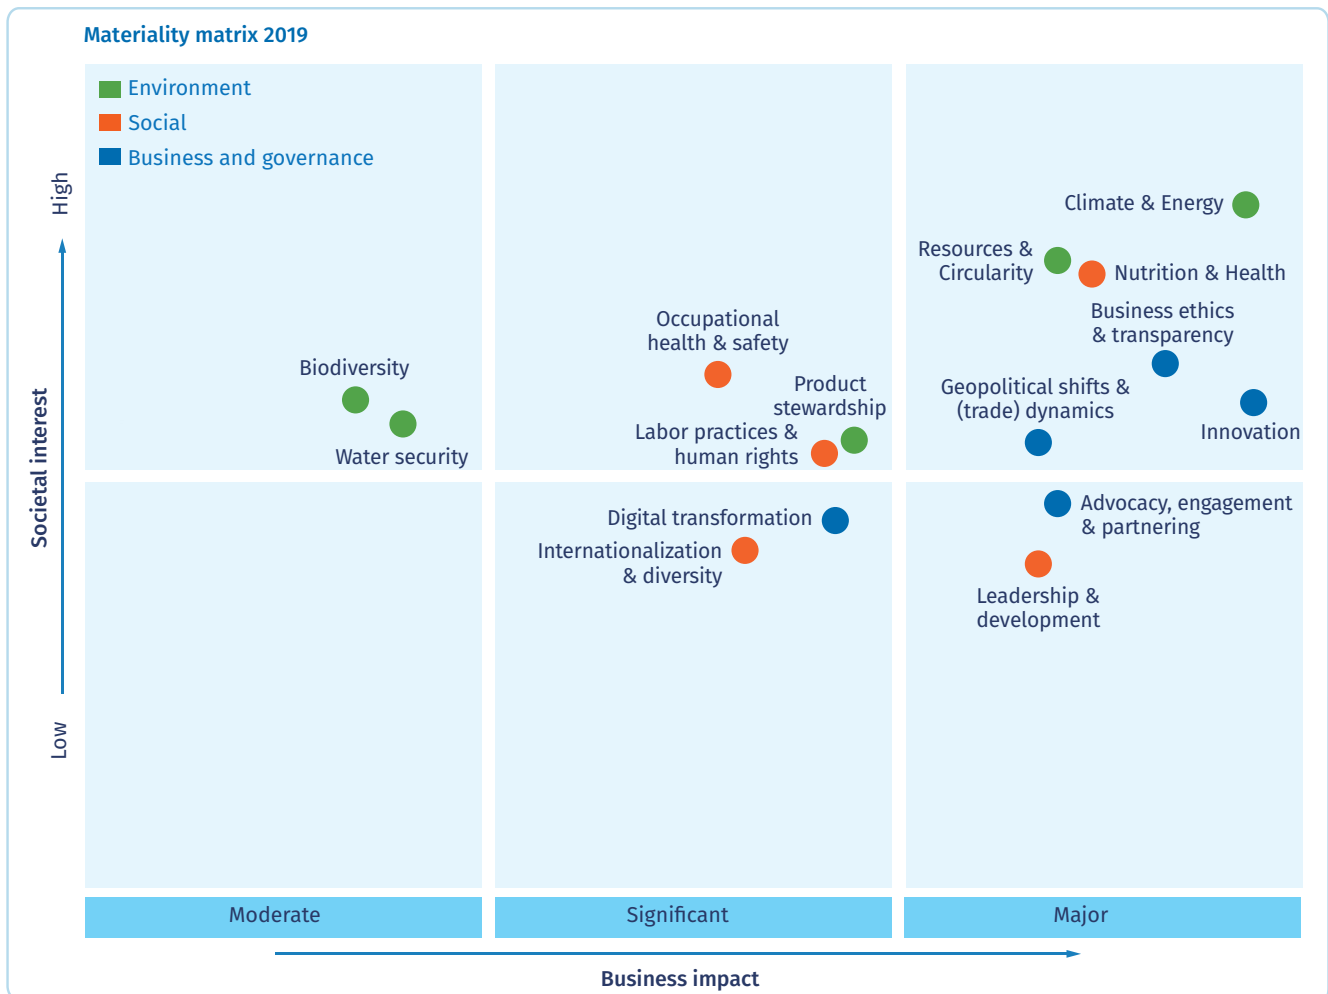 Materiality matrix 2019
Environment
Social
Business and governance
High
Societal interest
Low
Climate & Energy
Resources &
Circularity
Nutrition & Health
Business ethics
& transparency
Occupational
health & safety
Biodiversity
Product
stewardship
Geopolitical shifts &
(trade) dynamics
Innovation
Labor practices &
human rights
Water security
Advocacy, engagement
& partnering
Digital transformation
Internationalization
& diversity
Leadership &
development
Moderate
Significant
Major
Business impact